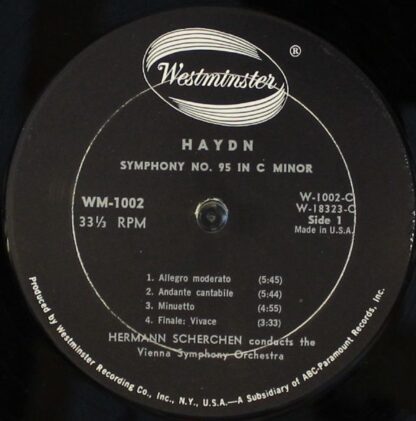 Westminster ®
HAYDN
SYMPHONY NO. 95 IN C MINOR
WM-1002
33⅓ RPM
W-1002-C
W-18323-C
Side 1
Made in U.S.A.
1. Allegro moderato (5:45)
2. Andante cantabile (5:44)
3. Minuetto (4:55)
4. Finale: Vivace (3:33)
HERMANN SCHERCHEN conducts the
Vienna Symphony Orchestra
Produced by Westminster Recording Co., Inc., N.Y., U.S.A.—A Subsidiary of ABC-Paramount Records, Inc.